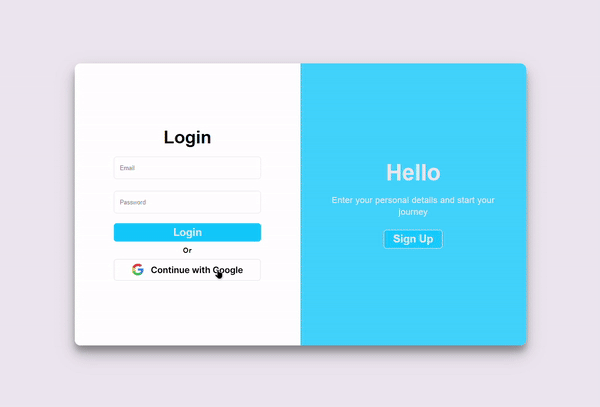 Login
Email
Password
Login
Or
Continue with Google
Hello
Enter your personal details and start your
journey
Sign Up